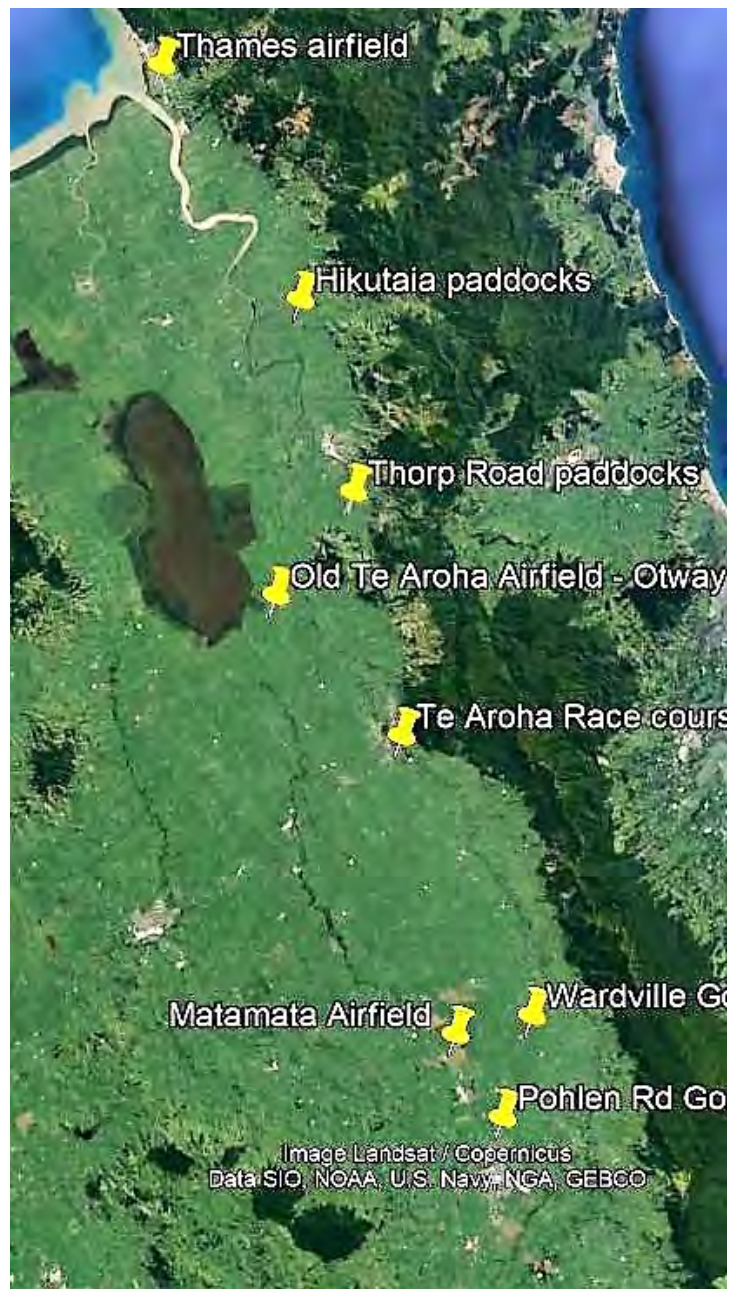 Thames airfield
Hikutaia paddocks
Thorp Road paddocks
Old Te Aroha Airfield - Otway
Te Aroha Race cours
Wardville Go
Matamata Airfield
Pohlen Rd Go
Image Landsat / Copernicus
Data SIO, NOAA, U.S. Navy, NGA, GEBCO